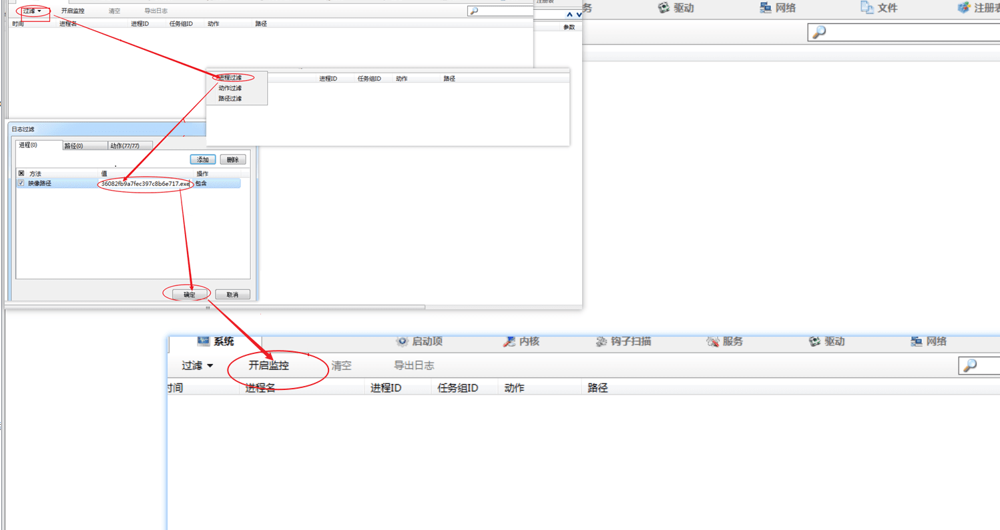 注册表
过滤 开启监控 清空 导出日志
务 驱动 网络 文件 注册表
时间 进程名 进程ID 任务组ID 动作 路径
参数
进程过滤
动作过滤
路径过滤
进程ID 任务组ID 动作 路径
日志过滤
进程(0) 路径(0) 动作(77/77)
添加 删除
方法 值 操作
映像路径 36082fb9a7fec397c8b6e717.exe 包含
确定 取消
系统 启动项 内核 钩子扫描 服务 驱动 网络
过滤 开启监控 清空 导出日志
时间 进程名 进程ID 任务组ID 动作 路径